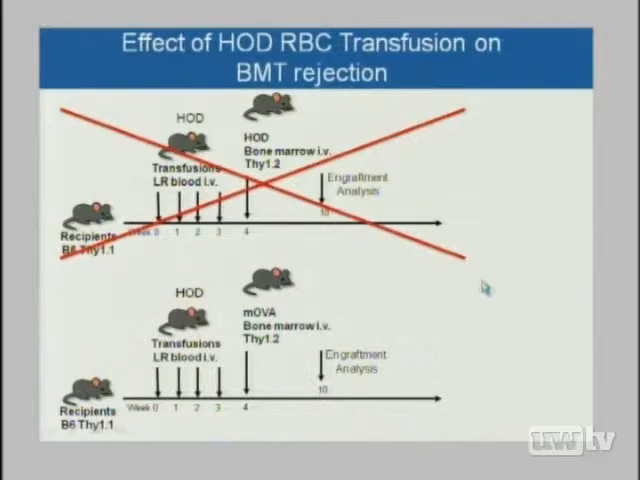 Effect of HOD RBC Transfusion on
BMT rejection
HOD
HOD
Bone marrow i.v.
Thy1.2
Transfusions
LR blood i.v.
Engraftment
Analysis
Recipients
B6 Thy1.1
Week 0 1 2 3 4 10
HOD
mOVA
Bone marrow i.v.
Thy1.2
Transfusions
LR blood i.v.
Engraftment
Analysis
Recipients
B6 Thy1.1
Week 0 1 2 3 4 10
uwtv